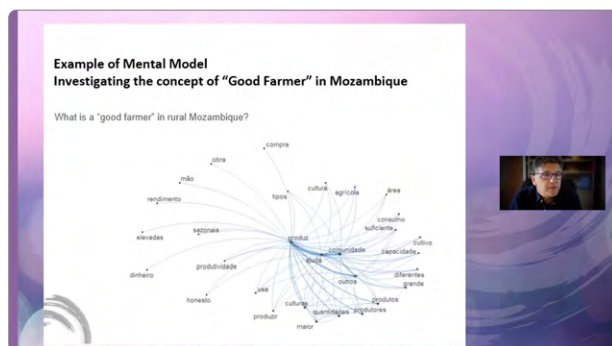 Example of Mental Model
Investigating the concept of “Good Farmer” in Mozambique
What is a “good farmer” in rural Mozambique?
compra
obra
mão
cultura
agrícola
área
tipos
rendimento
consumo
suficiente
elevadas
sazonais
produz
comunidade
cultivo
capacidade
ajuda
dinheiro
produtividade
outros
diferentes
grande
honesto
usa
produzir
culturas
quantidades
produtos
produtores
maior